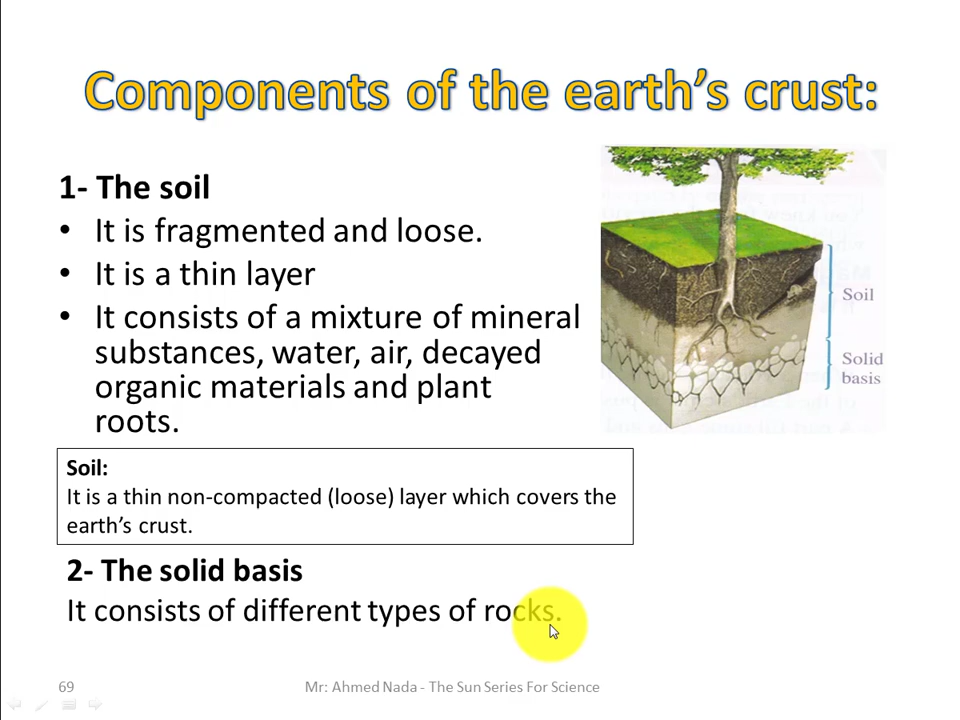 Components of the earth's crust:
1- The soil
• It is fragmented and loose.
• It is a thin layer
• It consists of a mixture of mineral
substances, water, air, decayed
organic materials and plant
roots.
Soil
Solid
basis
Soil:
It is a thin non-compacted (loose) layer which covers the
earth's crust.
2- The solid basis
It consists of different types of rocks.
69
Mr: Ahmed Nada - The Sun Series For Science